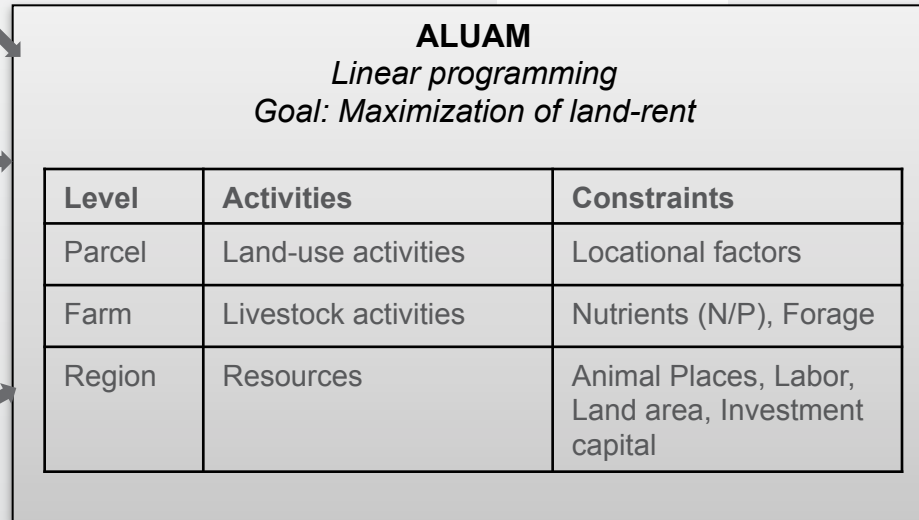 ALUAM
Linear programming
Goal: Maximization of land-rent
Level Activities Constraints
Parcel Land-use activities Locational factors
Farm Livestock activities Nutrients (N/P), Forage
Region Resources Animal Places, Labor,
Land area, Investment
capital